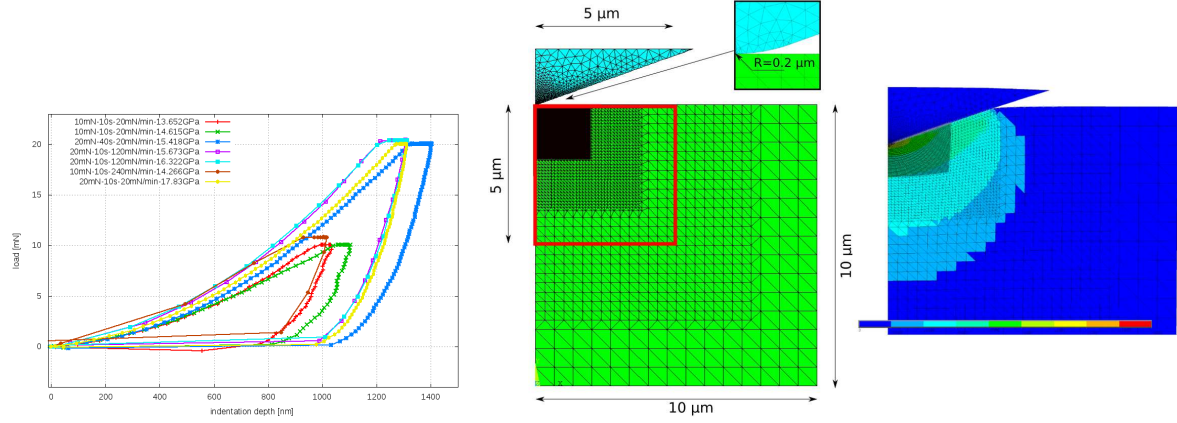 10mN-10s-20mN/min-13.652GPa
10mN-10s-20mN/min-14.615GPa
20mN-40s-20mN/min-15.418GPa
20mN-10s-120mN/min-15.673GPa
20mN-10s-120mN/min-16.322GPa
10mN-10s-240mN/min-14.266GPa
20mN-10s-20mN/min-17.83GPa
load [mN]
20
15
10
5
0
0 200 400 600 800 1000 1200 1400
indentation depth [nm]
5 µm
R=0.2 µm
5 µm
10 µm
10 µm